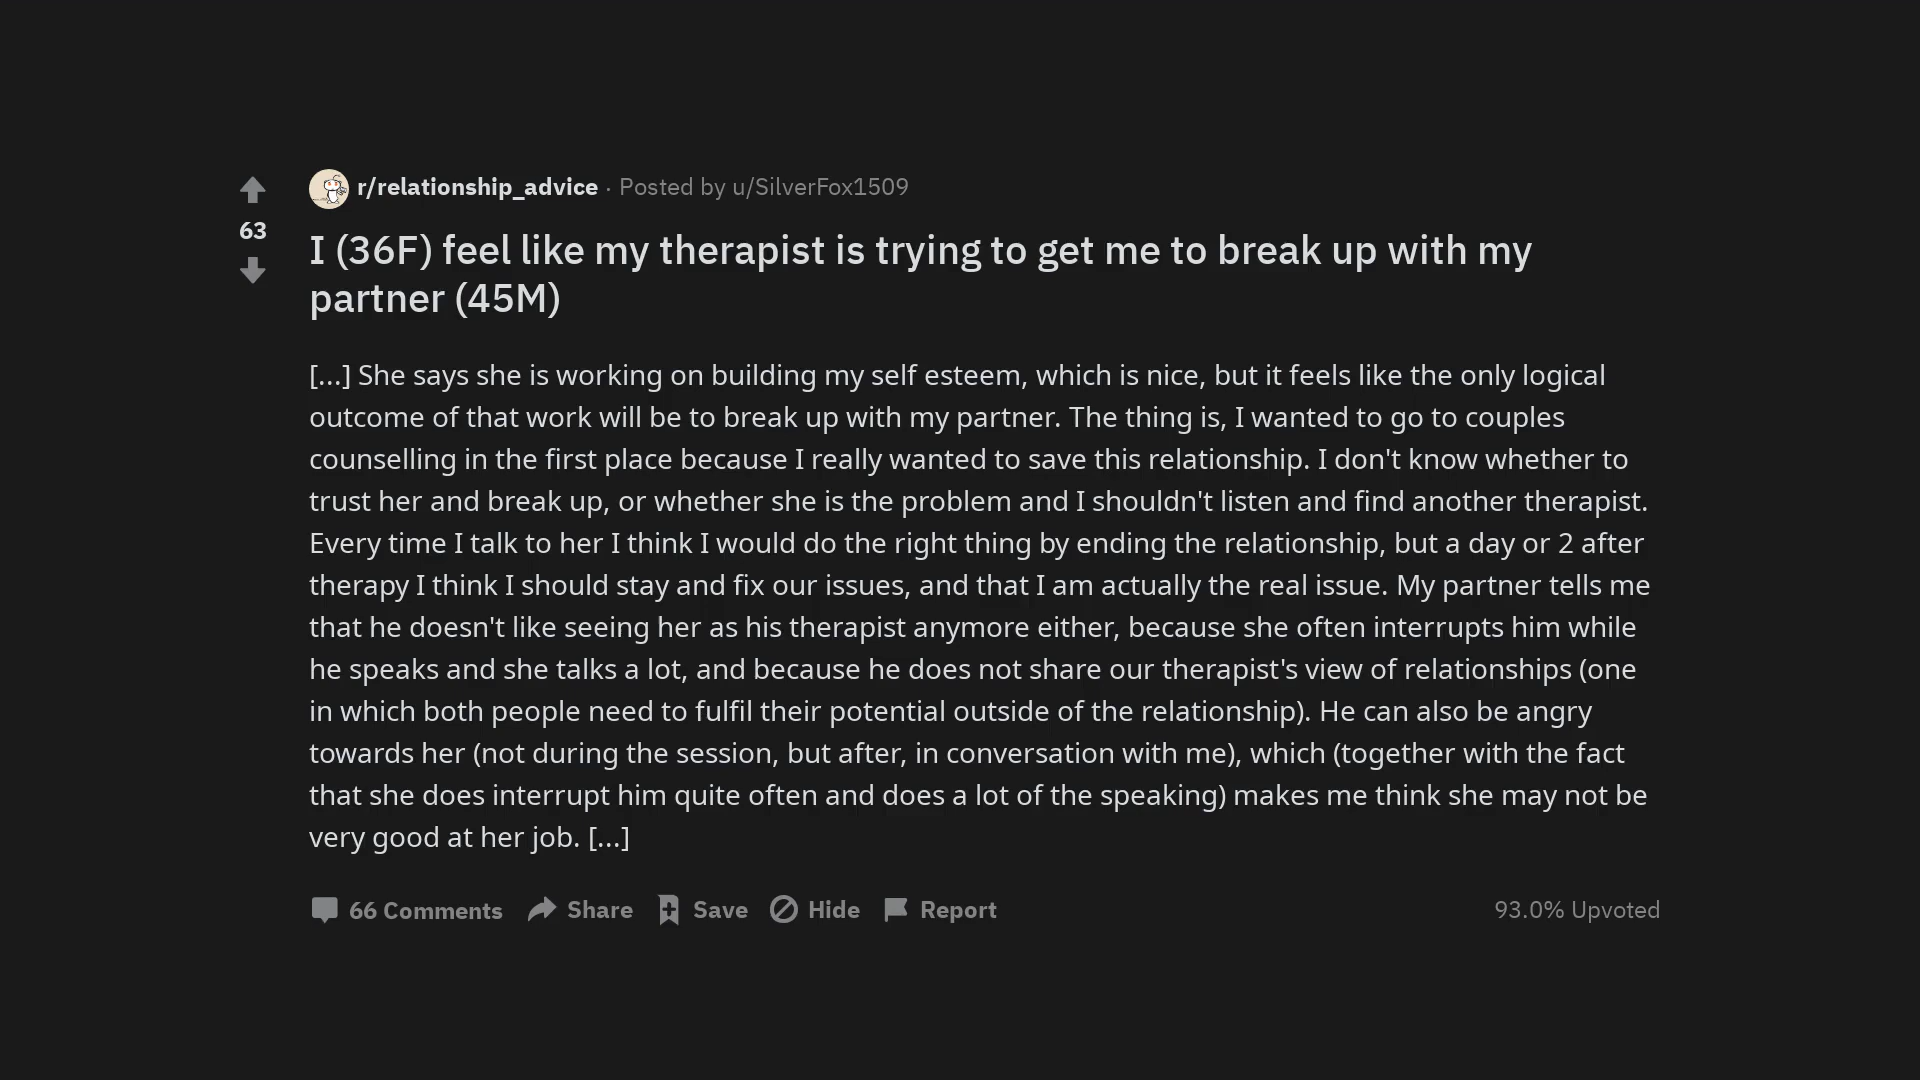 r/relationship_advice · Posted by u/SilverFox1509
63
I (36F) feel like my therapist is trying to get me to break up with my
partner (45M)
[...] She says she is working on building my self esteem, which is nice, but it feels like the only logical
outcome of that work will be to break up with my partner. The thing is, I wanted to go to couples
counselling in the first place because I really wanted to save this relationship. I don't know whether to
trust her and break up, or whether she is the problem and I shouldn't listen and find another therapist.
Every time I talk to her I think I would do the right thing by ending the relationship, but a day or 2 after
therapy I think I should stay and fix our issues, and that I am actually the real issue. My partner tells me
that he doesn't like seeing her as his therapist anymore either, because she often interrupts him while
he speaks and she talks a lot, and because he does not share our therapist's view of relationships (one
in which both people need to fulfil their potential outside of the relationship). He can also be angry
towards her (not during the session, but after, in conversation with me), which (together with the fact
that she does interrupt him quite often and does a lot of the speaking) makes me think she may not be
very good at her job. [...]
66 Comments Share Save Hide Report 93.0% Upvoted